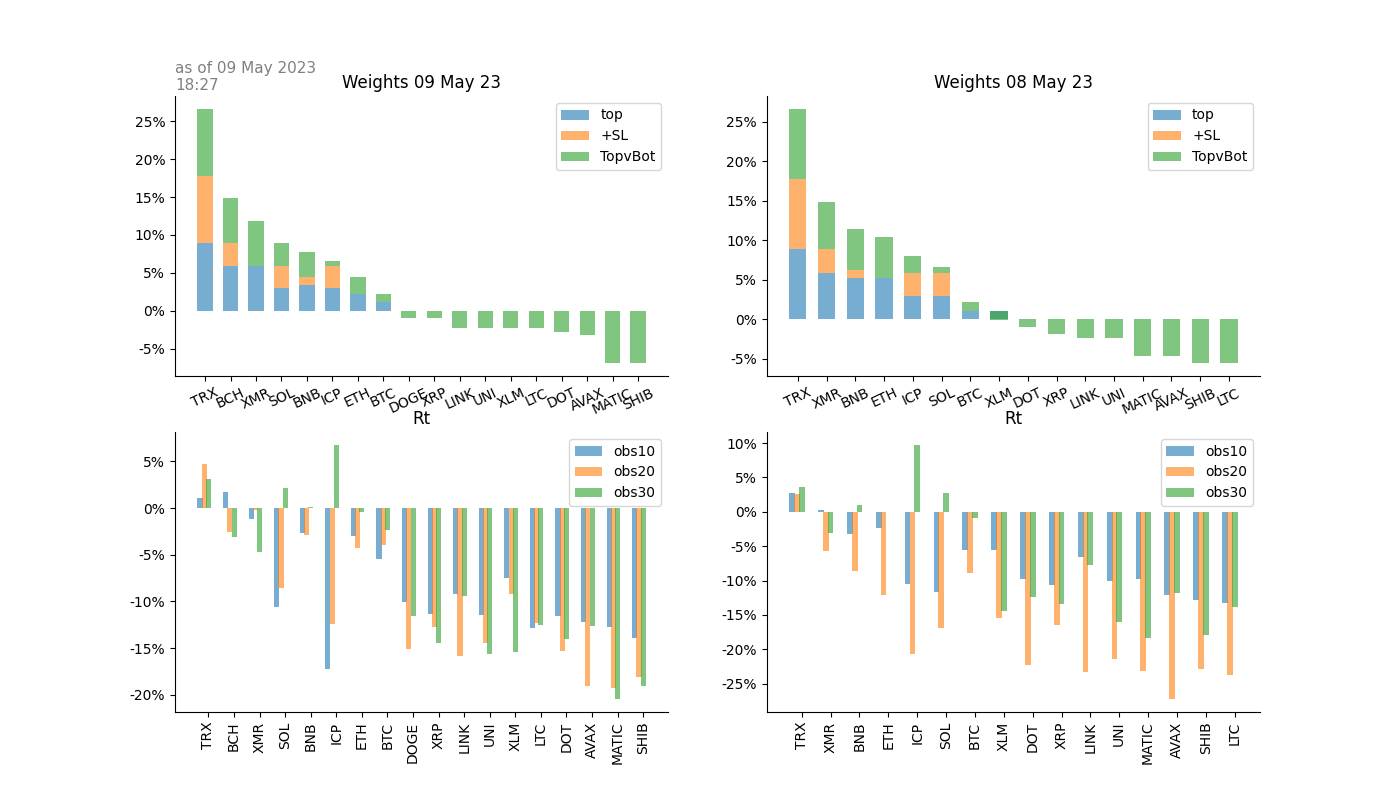 as of 09 May 2023
18:27
Weights 09 May 23
25%
20%
15%
10%
5%
0%
-5%
top
+SL
TopvBot
TRX BCH XMR SOL BNB ICP ETH BTC DOGE XRP LINK UNI XLM LTC DOT AVAX MATIC SHIB
Weights 08 May 23
25%
20%
15%
10%
5%
0%
-5%
top
+SL
TopvBot
TRX XMR BNB ETH ICP SOL BTC XLM DOT XRP LINK UNI MATIC AVAX SHIB LTC
Rt
5%
0%
-5%
-10%
-15%
-20%
obs10
obs20
obs30
TRX BCH XMR SOL BNB ICP ETH BTC DOGE XRP LINK UNI XLM LTC DOT AVAX MATIC SHIB
Rt
10%
5%
0%
-5%
-10%
-15%
-20%
-25%
obs10
obs20
obs30
TRX XMR BNB ETH ICP SOL BTC XLM DOT XRP LINK UNI MATIC AVAX SHIB LTC